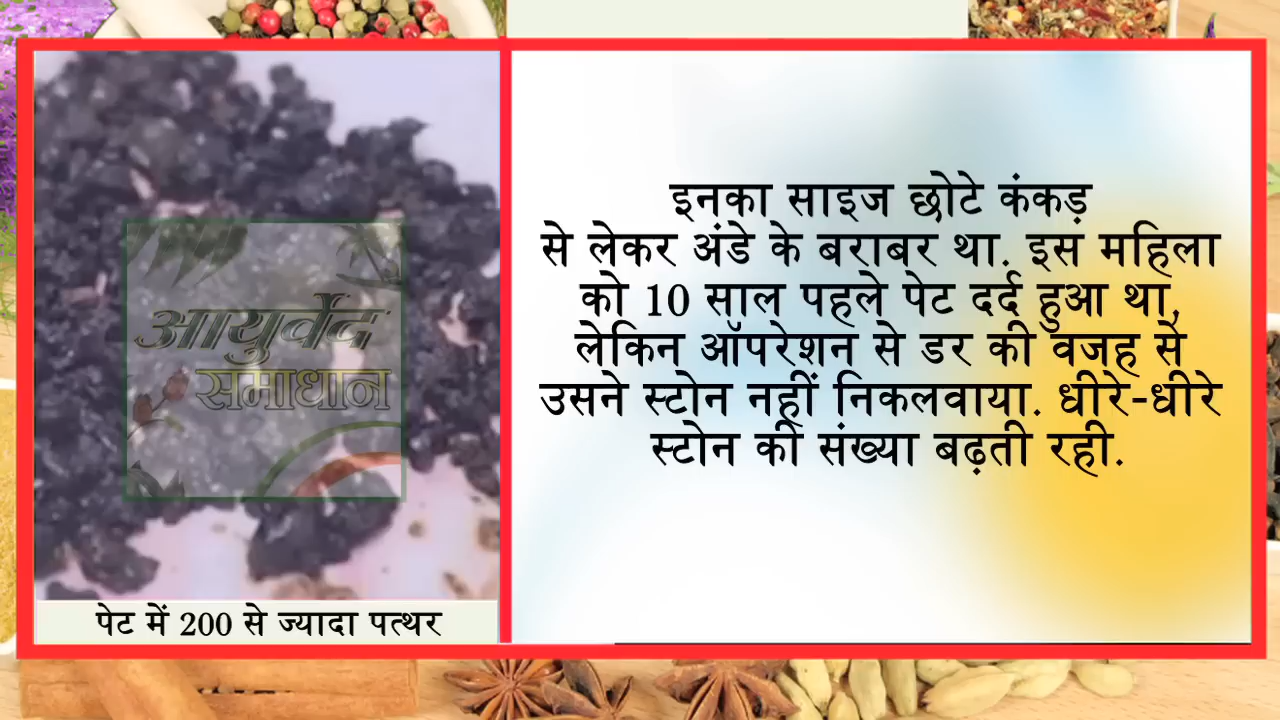 इनका साइज छोटे कंकड़
से लेकर अंडे के बराबर था. इस महिला
को 10 साल पहले पेट दर्द हुआ था,
लेकिन ऑपरेशन से डर की वजह से
उसने स्टोन नहीं निकलवाया. धीरे-धीरे
स्टोन की संख्या बढ़ती रही.
आयुर्वेद
समाधान
पेट में 200 से ज्यादा पत्थर